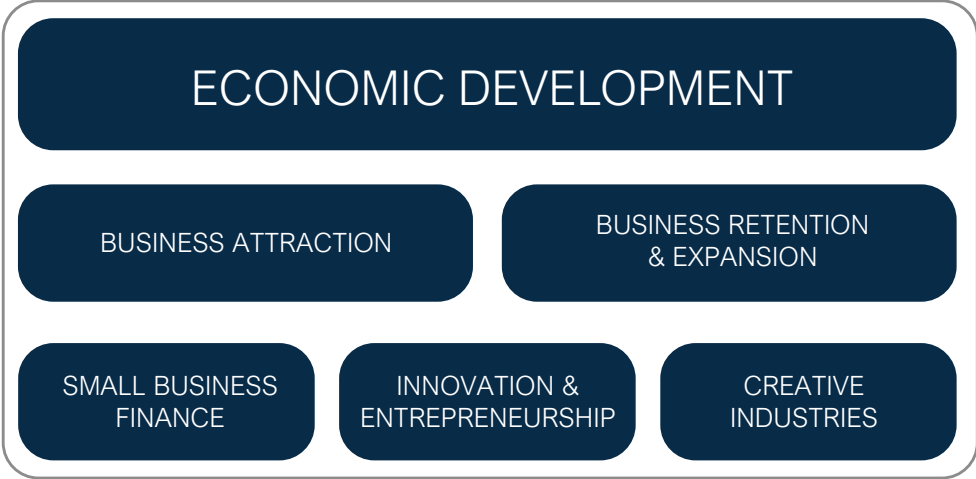 ECONOMIC DEVELOPMENT
BUSINESS ATTRACTION
BUSINESS RETENTION
& EXPANSION
SMALL BUSINESS
FINANCE
INNOVATION &
ENTREPRENEURSHIP
CREATIVE
INDUSTRIES